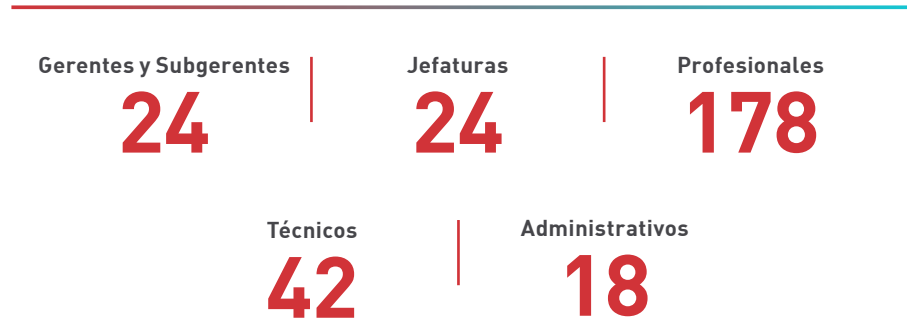 Gerentes y Subgerentes
24
Jefaturas
24
Profesionales
178
Técnicos
42
Administrativos
18